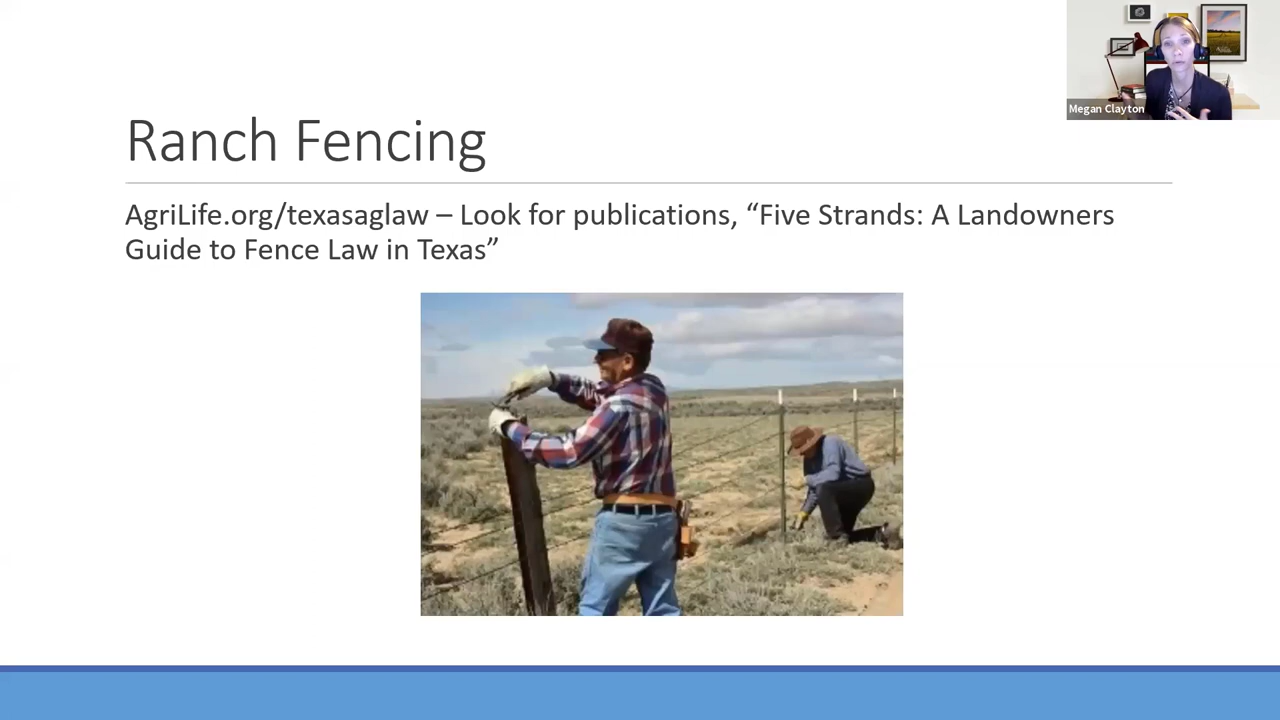 Megan Clayton
Ranch Fencing
AgriLife.org/texasaglaw – Look for publications, “Five Strands: A Landowners
Guide to Fence Law in Texas”